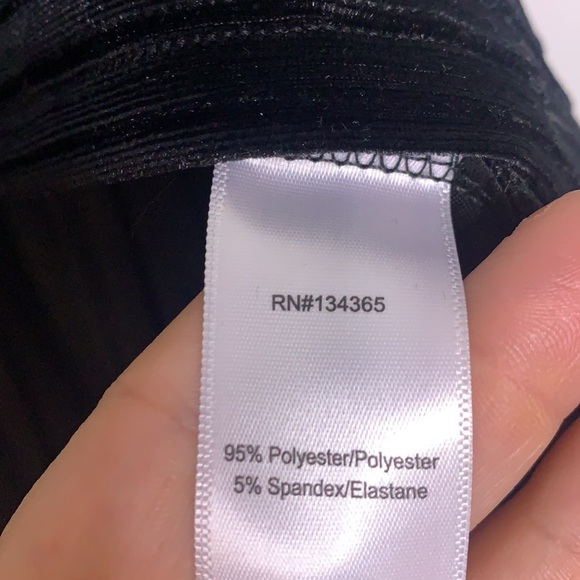 RN#134365
95% Polyester/Polyester
5% Spandex/Elastane